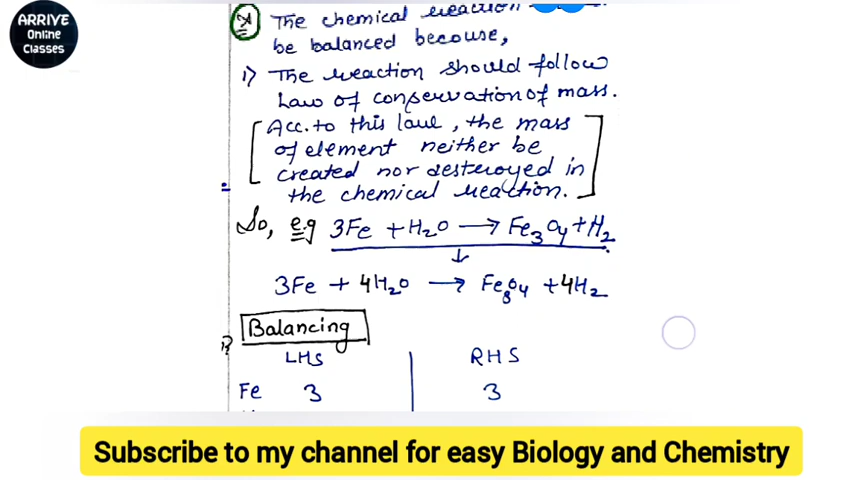 ARRIVE
Online
Classes
The chemical reaction
be balanced becouse,
1) The reaction should follow
Law of conservation of mass.
[Acc. to this law, the mass
of element neither be
created nor destroyed in
the chemical reaction.]
So, e.g 3Fe + H₂O → Fe₃O₄ + H₂
↓
3Fe + 4H₂O → Fe₃O₄ + 4H₂
Balancing
LHS RHS
Fe 3 3
Subscribe to my channel for easy Biology and Chemistry